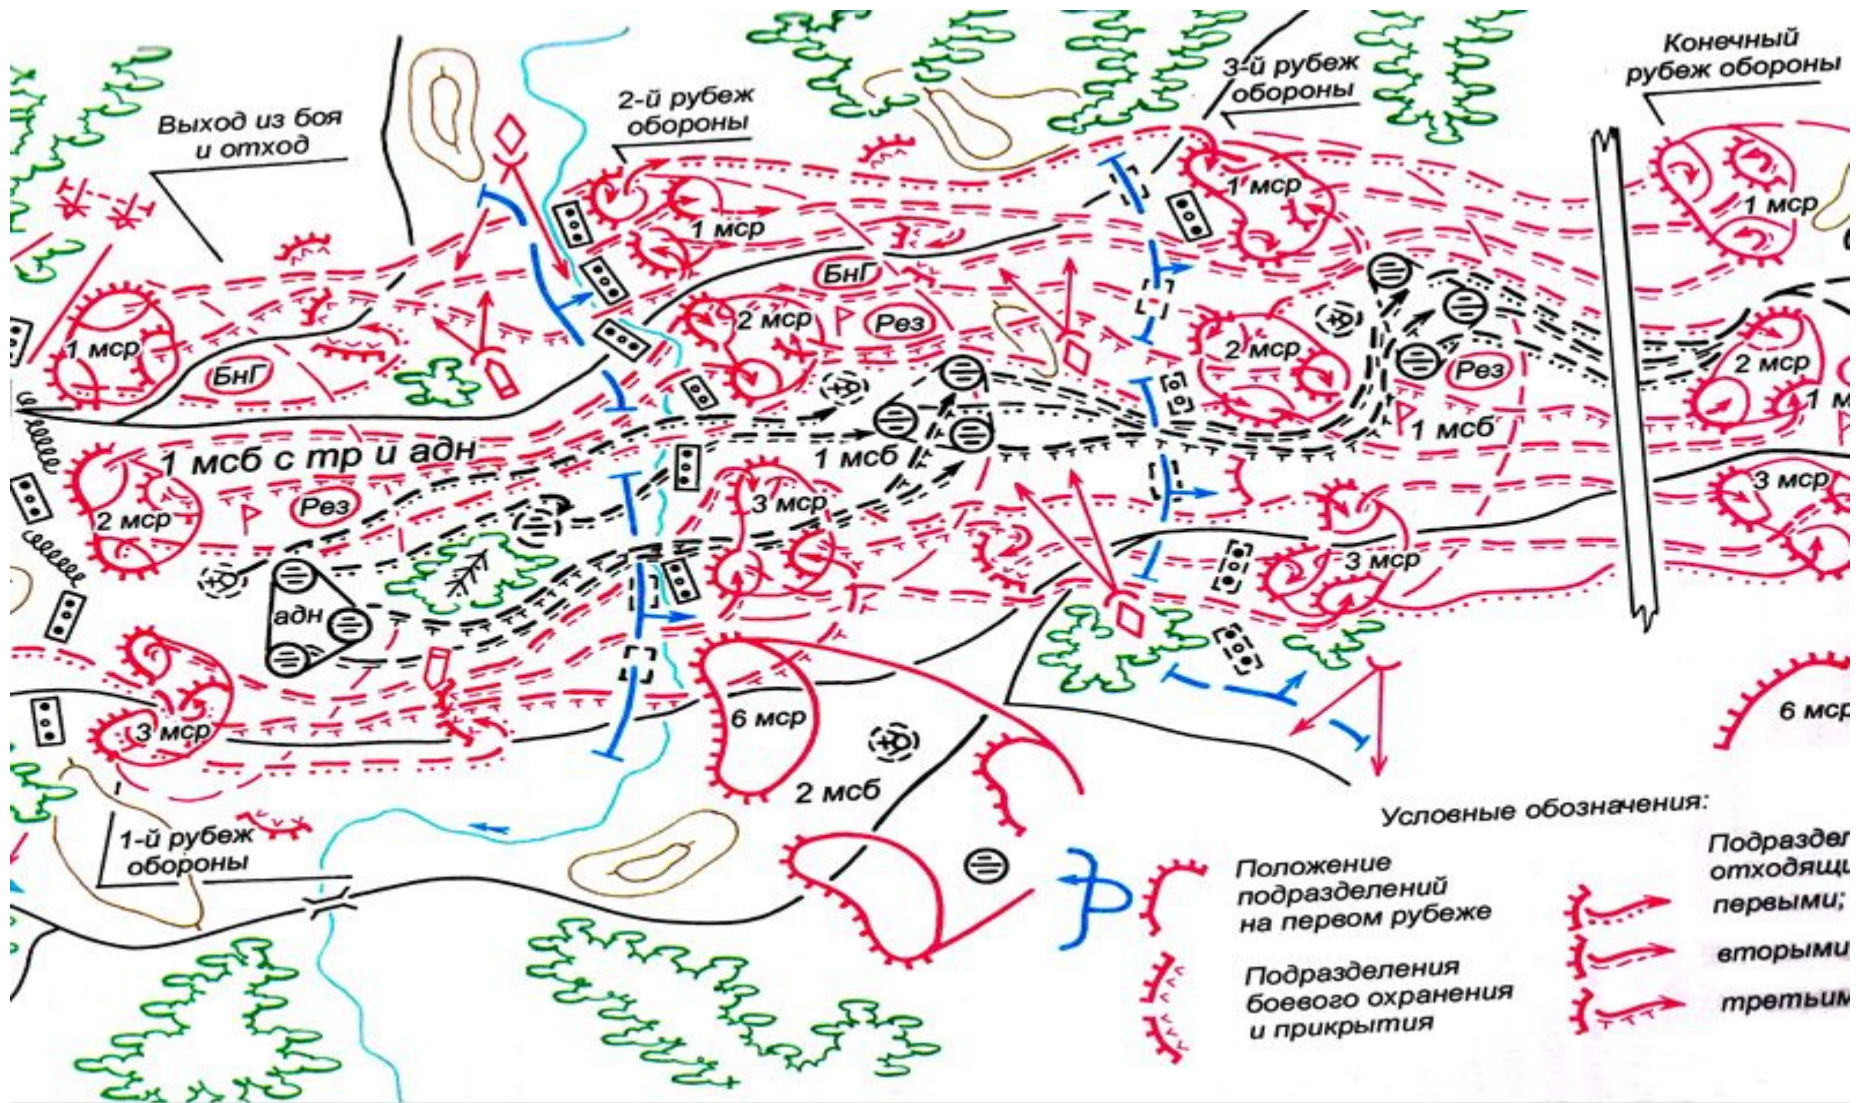 Конечный
рубеж обороны
3-й рубеж
обороны
2-й рубеж
обороны
Выход из боя
и отход
1 мср
1 мср
1 мср
1 мср
БнГ
2 мср
Рез
2 мср
Рез
2 мср
1 м
БнГ
1 мсб
1 мсб с тр и адн
1 мсб
3 мср
3 мср
Рез
2 мср
3 мср
адн
6 мср
6 мср
3 мср
2 мсб
1-й рубеж
обороны
Условные обозначения:
Положение
подразделений
на первом рубеже
Подразделения
боевого охранения
и прикрытия
Подраздел
отходящи
первыми;
вторыми
третьим